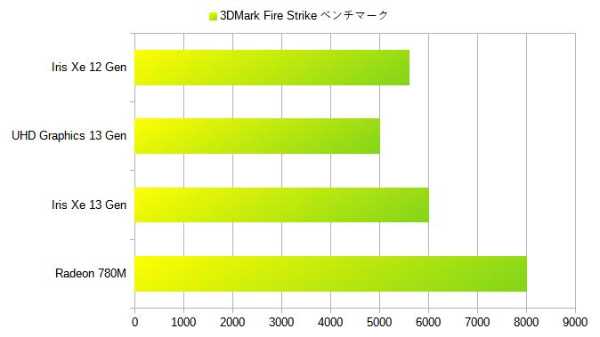 3DMark Fire Strike ベンチマーク
Iris Xe 12 Gen
UHD Graphics 13 Gen
Iris Xe 13 Gen
Radeon 780M
0 1000 2000 3000 4000 5000 6000 7000 8000 9000